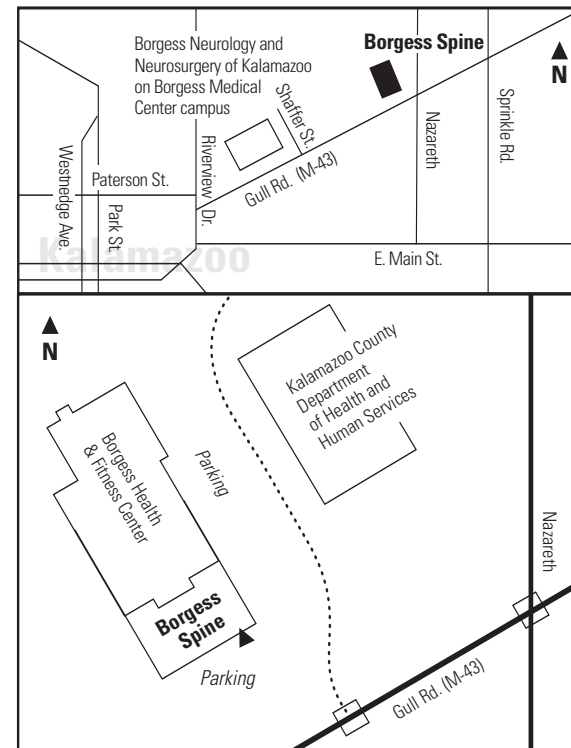 Borgess Neurology and
Neurosurgery of Kalamazoo
on Borgess Medical
Center campus
Borgess Spine
N
Shaffer St.
Riverview
Dr.
Nazareth
Sprinkle Rd.
Gull Rd. (M-43)
Westnedge Ave.
Paterson St.
Park St.
Kalamazoo
E. Main St.
N
Kalamazoo County
Department
of Health and
Human Services
Borgess Health
& Fitness Center
Parking
Nazareth
Borgess
Spine
Parking
Gull Rd. (M-43)